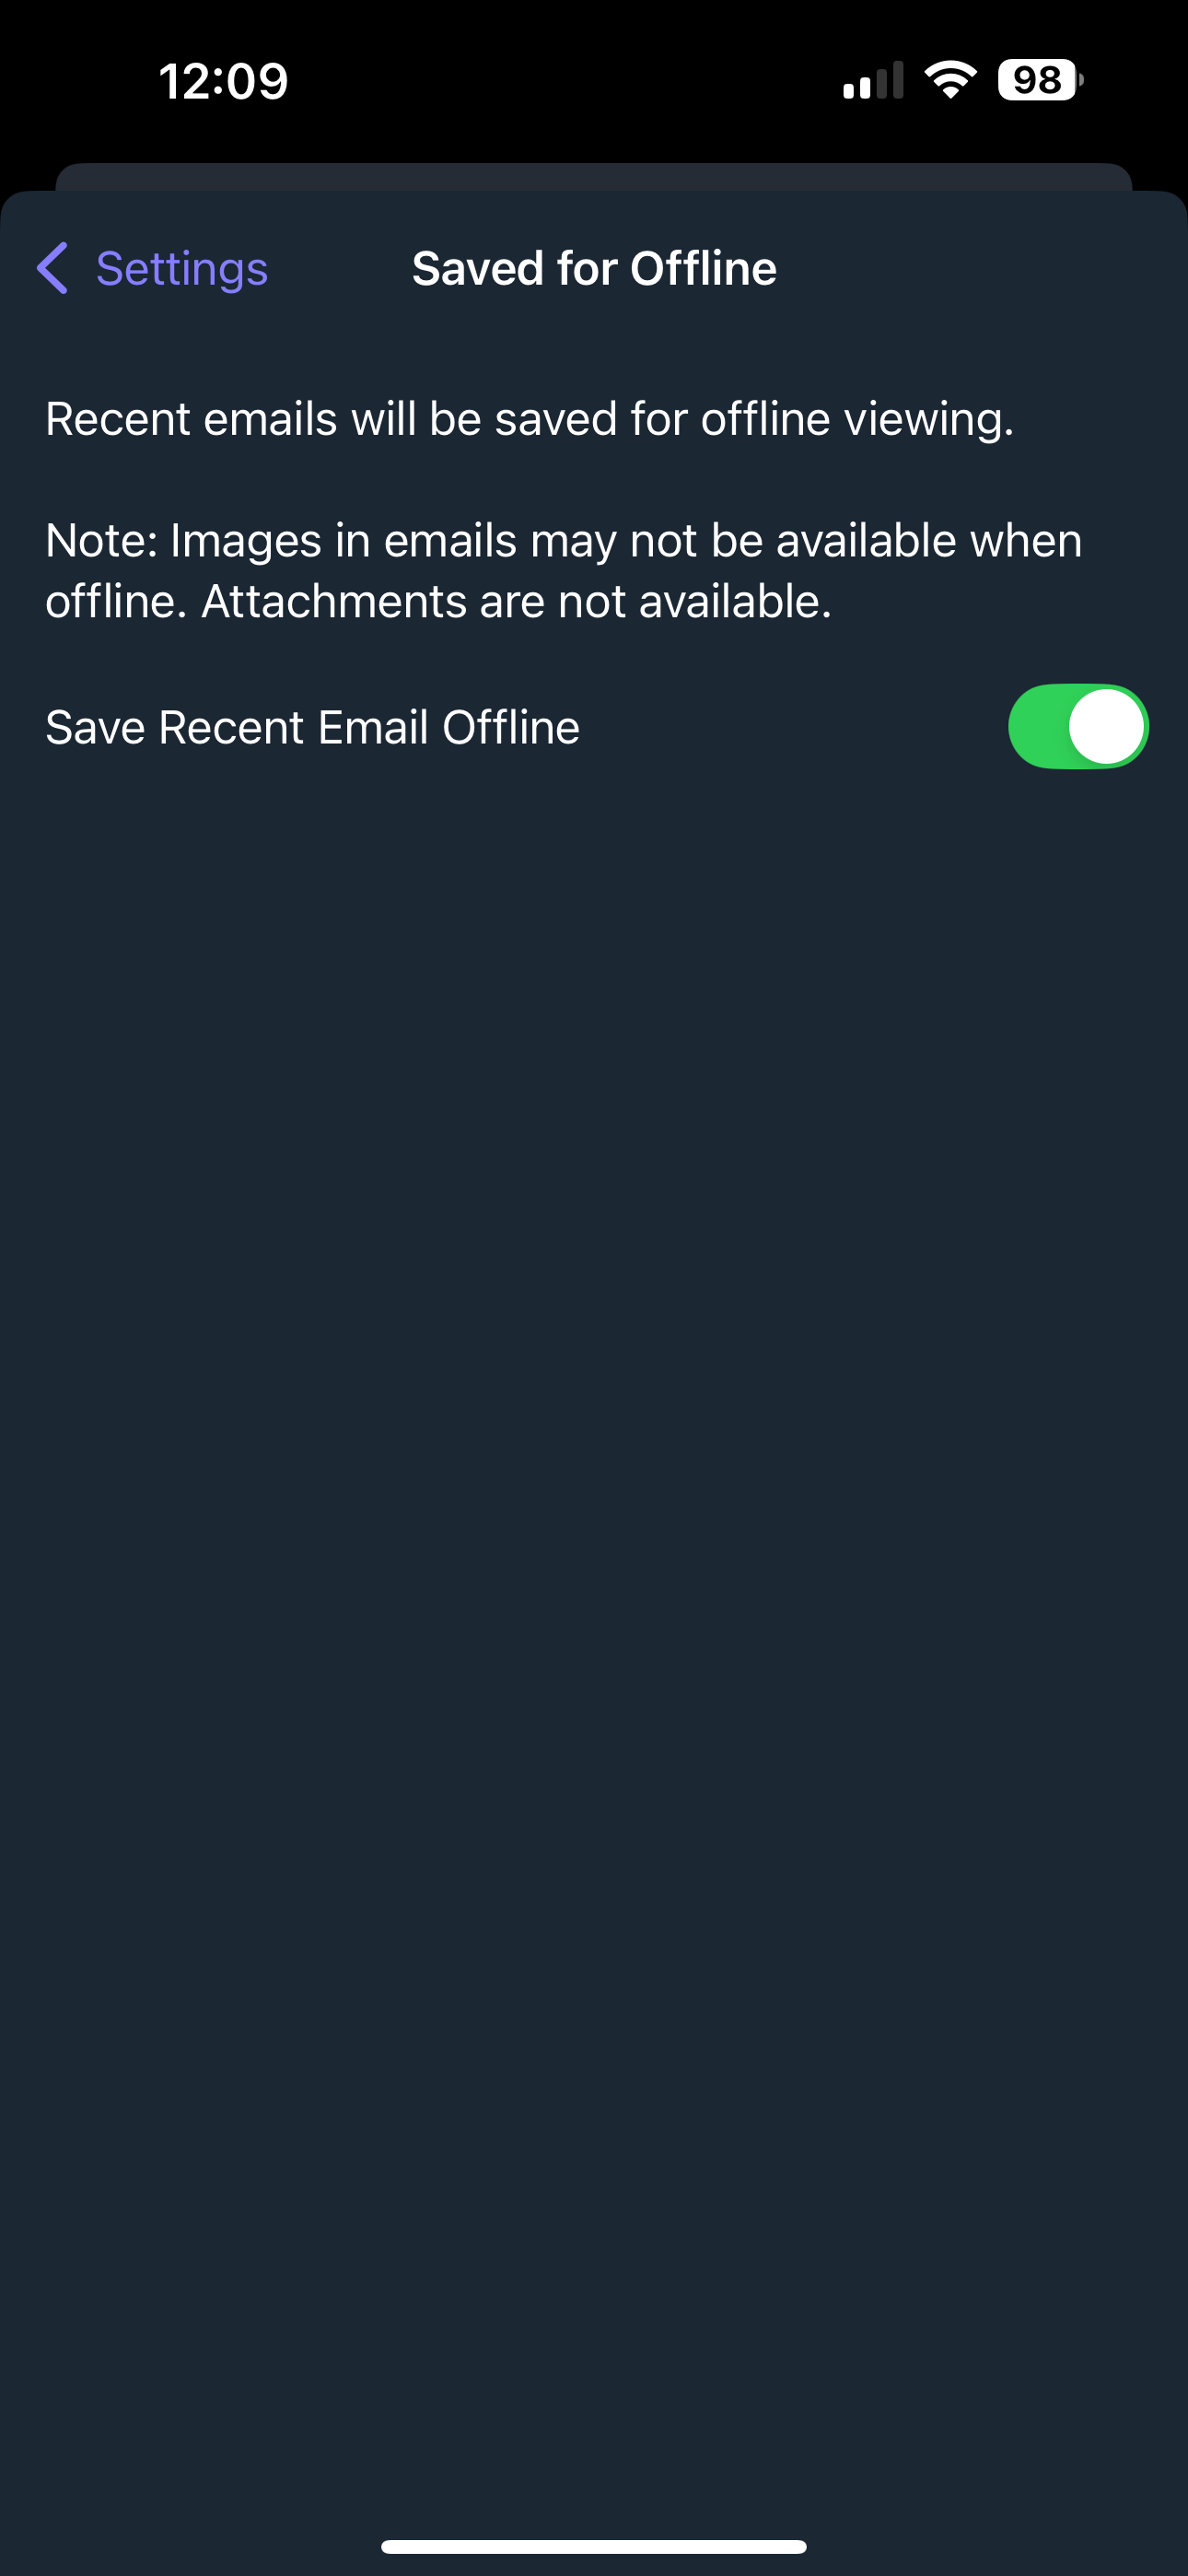 12:09
98
Settings
Saved for Offline
Recent emails will be saved for offline viewing.
Note: Images in emails may not be available when
offline. Attachments are not available.
Save Recent Email Offline